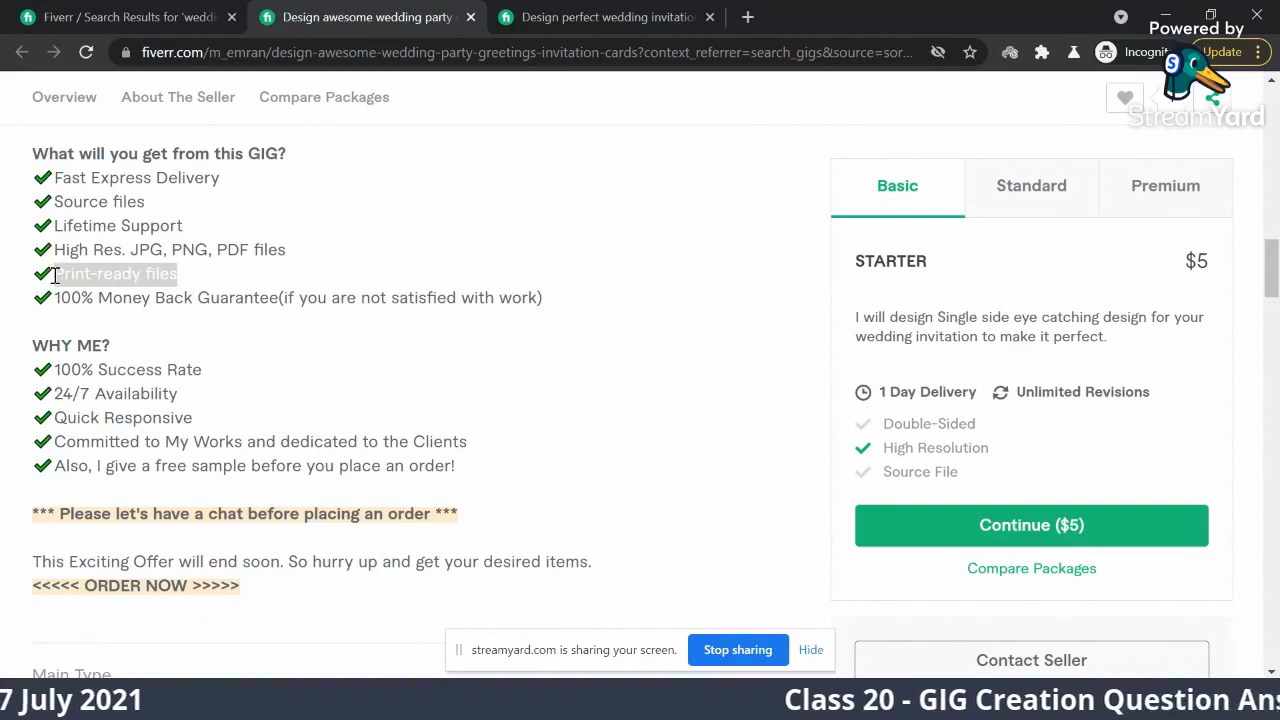 Fiverr / Search Results for 'weddi
Design awesome wedding party
Design perfect wedding invitatio
Powered by
fiverr.com/m_emran/design-awesome-wedding-party-greetings-invitation-cards?context_referrer=search_gigs&source=sor...
Incognit
Update
StreamYard
Overview
About The Seller
Compare Packages
What will you get from this GIG?
Fast Express Delivery
Source files
Lifetime Support
High Res. JPG, PNG, PDF files
Print-ready files
100% Money Back Guarantee(if you are not satisfied with work)
WHY ME?
100% Success Rate
24/7 Availability
Quick Responsive
Committed to My Works and dedicated to the Clients
Also, I give a free sample before you place an order!
*** Please let's have a chat before placing an order ***
This Exciting Offer will end soon. So hurry up and get your desired items.
<<<<< ORDER NOW >>>>>
Main Type
Basic
Standard
Premium
STARTER
$5
I will design Single side eye catching design for your
wedding invitation to make it perfect.
1 Day Delivery
Unlimited Revisions
Double-Sided
High Resolution
Source File
Continue ($5)
Compare Packages
Contact Seller
streamyard.com is sharing your screen.
Stop sharing
Hide
7 July 2021
Class 20 - GIG Creation Question Ans